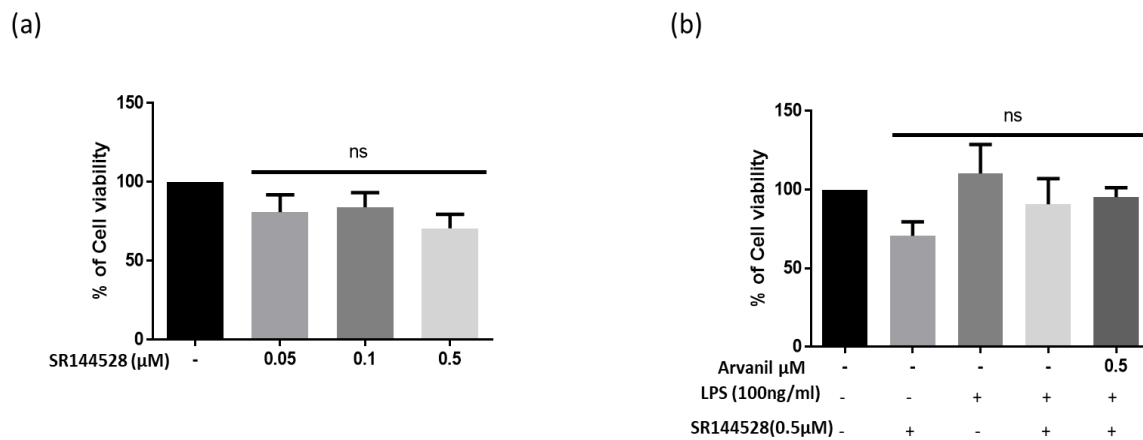 (a)
(b)
150
100
50
0
% of Cell viability
ns
SR144528 (µM) - 0.05 0.1 0.5
150
100
50
0
% of Cell viability
ns
Arvanil µM - - - - 0.5
LPS (100ng/ml) - - + + +
SR144528(0.5µM) - + - + +